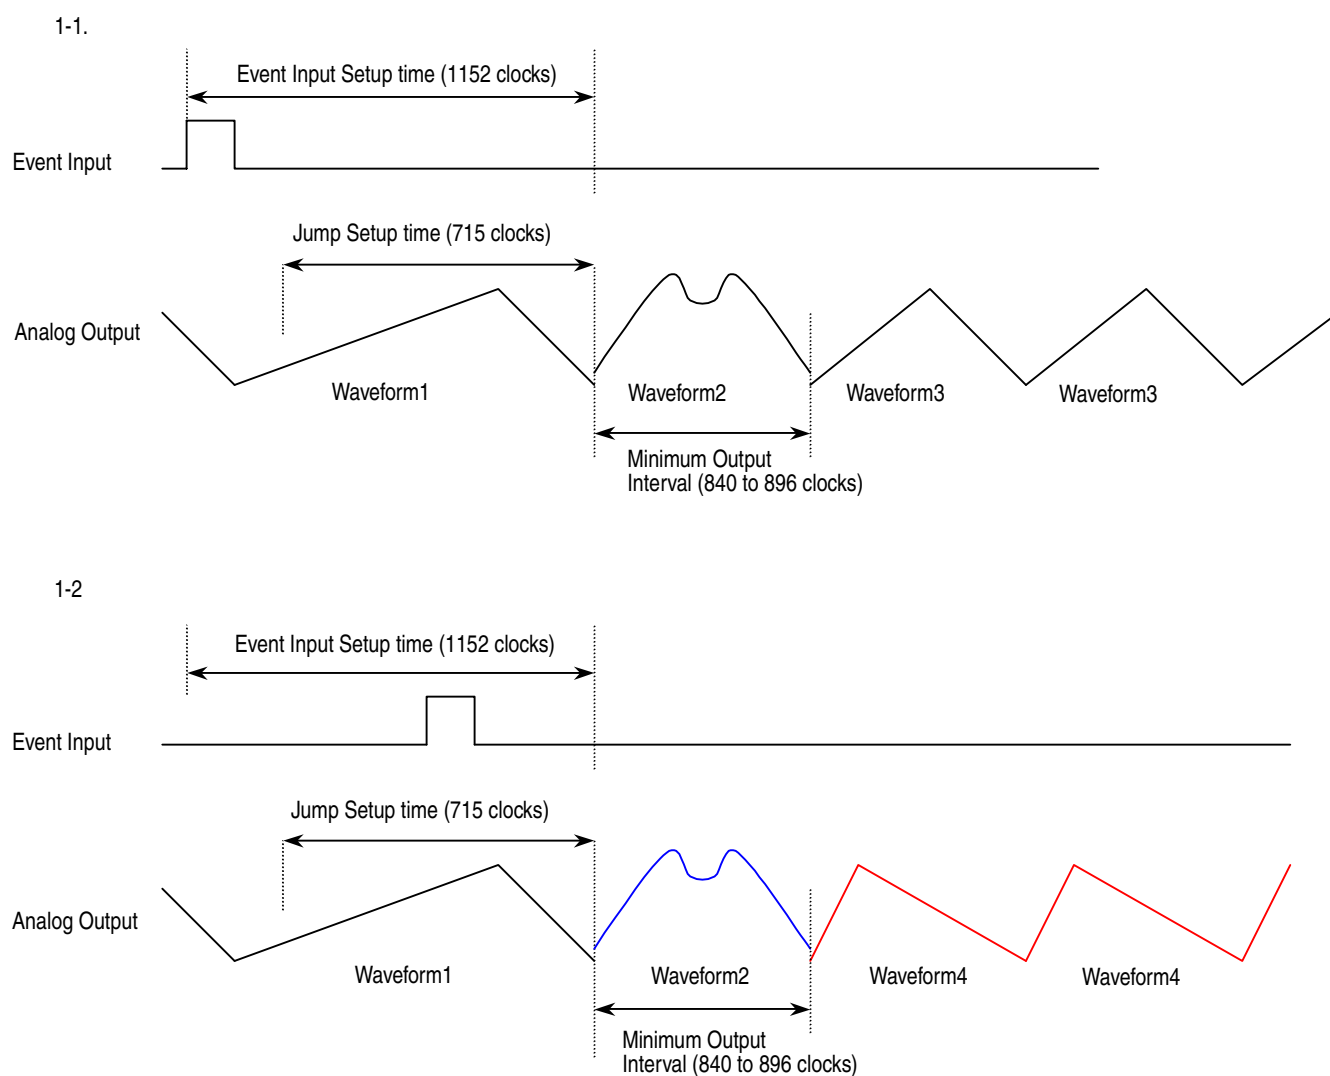 1-1.
Event Input Setup time (1152 clocks)
Event Input
Jump Setup time (715 clocks)
Analog Output
Waveform1
Waveform2
Waveform3
Waveform3
Minimum Output
Interval (840 to 896 clocks)
1-2
Event Input Setup time (1152 clocks)
Event Input
Jump Setup time (715 clocks)
Analog Output
Waveform1
Waveform2
Waveform4
Waveform4
Minimum Output
Interval (840 to 896 clocks)